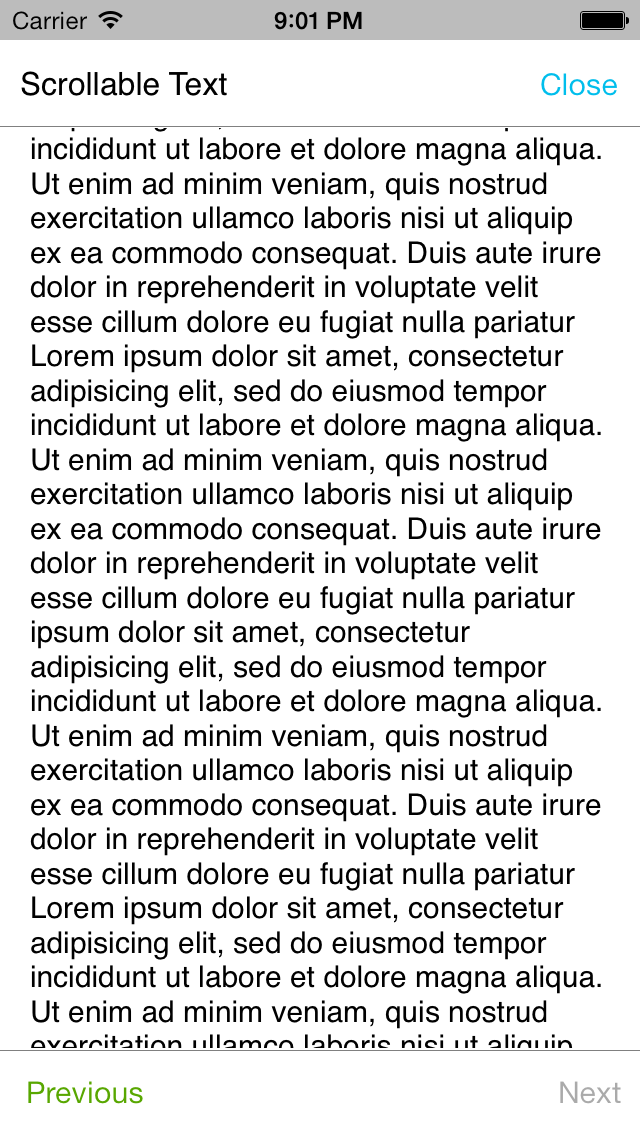 Carrier 9:01 PM
Scrollable Text Close
incididunt ut labore et dolore magna aliqua.
Ut enim ad minim veniam, quis nostrud
exercitation ullamco laboris nisi ut aliquip
ex ea commodo consequat. Duis aute irure
dolor in reprehenderit in voluptate velit
esse cillum dolore eu fugiat nulla pariatur
Lorem ipsum dolor sit amet, consectetur
adipisicing elit, sed do eiusmod tempor
incididunt ut labore et dolore magna aliqua.
Ut enim ad minim veniam, quis nostrud
exercitation ullamco laboris nisi ut aliquip
ex ea commodo consequat. Duis aute irure
dolor in reprehenderit in voluptate velit
esse cillum dolore eu fugiat nulla pariatur
ipsum dolor sit amet, consectetur
adipisicing elit, sed do eiusmod tempor
incididunt ut labore et dolore magna aliqua.
Ut enim ad minim veniam, quis nostrud
exercitation ullamco laboris nisi ut aliquip
ex ea commodo consequat. Duis aute irure
dolor in reprehenderit in voluptate velit
esse cillum dolore eu fugiat nulla pariatur
Lorem ipsum dolor sit amet, consectetur
adipisicing elit, sed do eiusmod tempor
incididunt ut labore et dolore magna aliqua.
Ut enim ad minim veniam, quis nostrud
exercitation ullamco laboris nisi ut aliquip
Previous Next